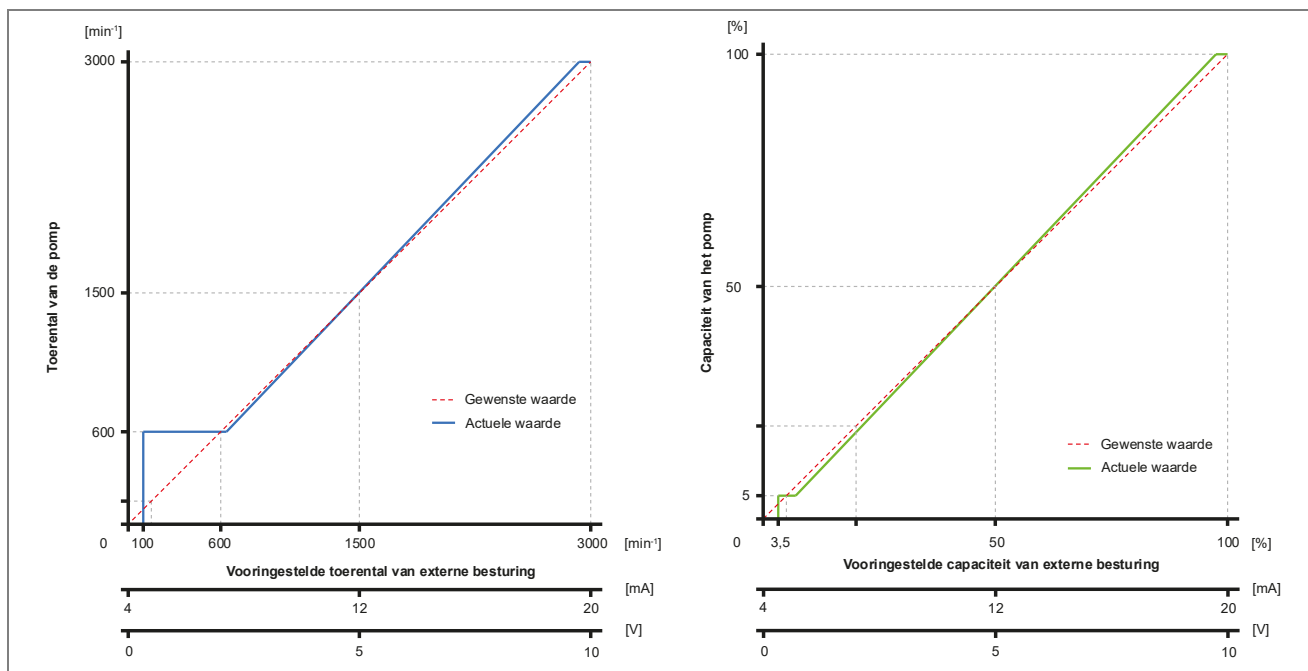 [min⁻¹]
3000
1500
600
Toerental van de pomp
Gewenste waarde
Actuele waarde
0 100 600 1500 3000 [min⁻¹]
Vooringestelde toerental van externe besturing
[mA]
4 12 20
[V]
0 5 10
[%]
100
50
5
Capaciteit van het pomp
Gewenste waarde
Actuele waarde
0 3,5 50 100 [%]
Vooringestelde capaciteit van externe besturing
[mA]
4 12 20
[V]
0 5 10